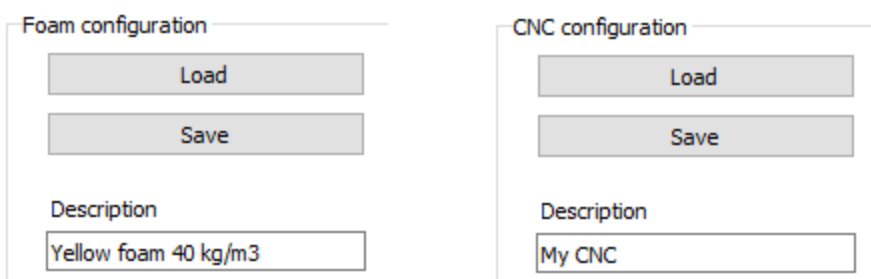 Foam configuration
Load
Save
Description
Yellow foam 40 kg/m3
CNC configuration
Load
Save
Description
My CNC